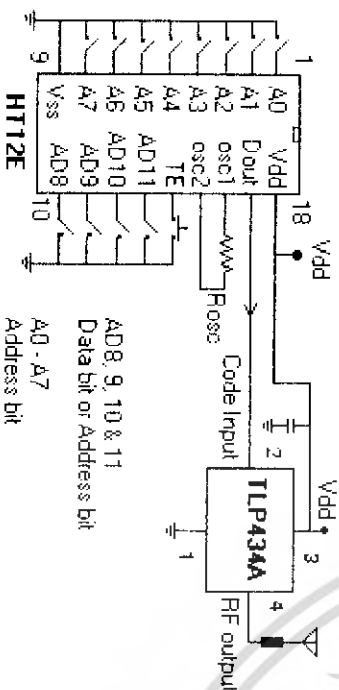 1
18
Vdd
A0
Vdd
A1
Dout
A2
osc1
A3
osc2
A4
TE
A5
AD11
A6
AD10
A7
AD9
Vss
AD8
9
10
HT12E
Rosc
Code Input
Vdd
2
3
TLP434A
4
1
RF output
AD8, 9, 10 & 11
Data bit or Address bit
A0 - A7
Address bit